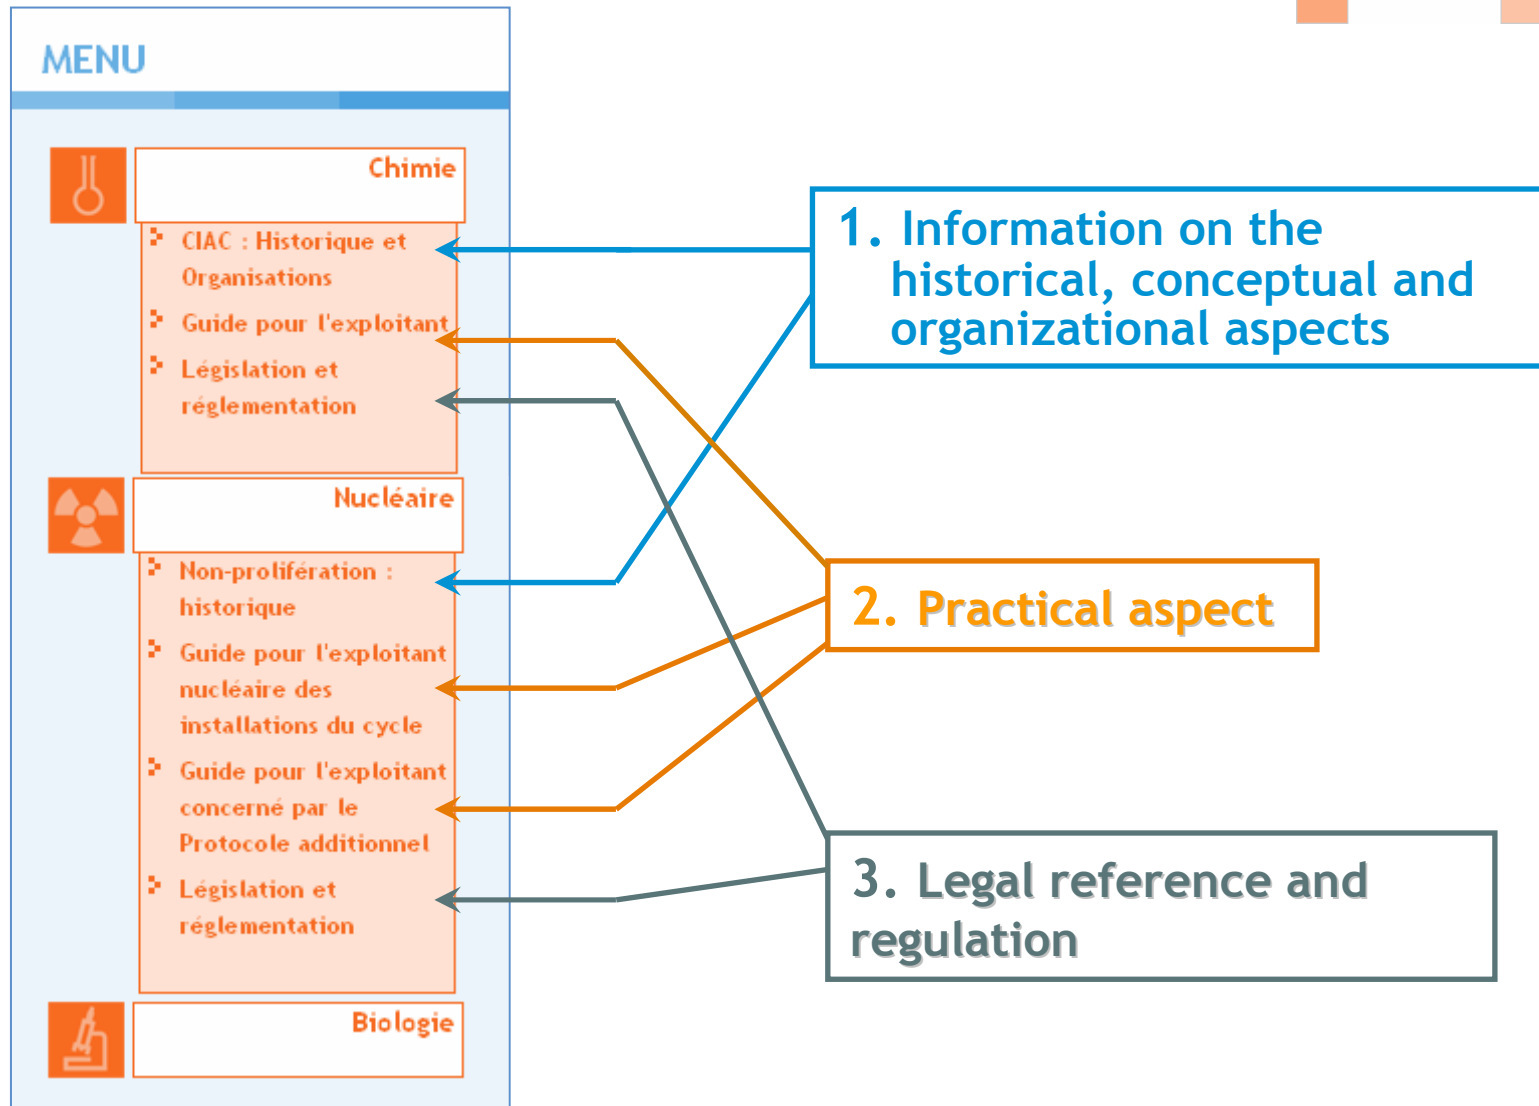 MENU
Chimie
CIAC : Historique et
Organisations
Guide pour l'exploitant
Législation et
réglementation
Nucléaire
Non-prolifération :
historique
Guide pour l'exploitant
nucléaire des
installations du cycle
Guide pour l'exploitant
concerné par le
Protocole additionnel
Législation et
réglementation
Biologie
1. Information on the
historical, conceptual and
organizational aspects
2. Practical aspect
3. Legal reference and
regulation